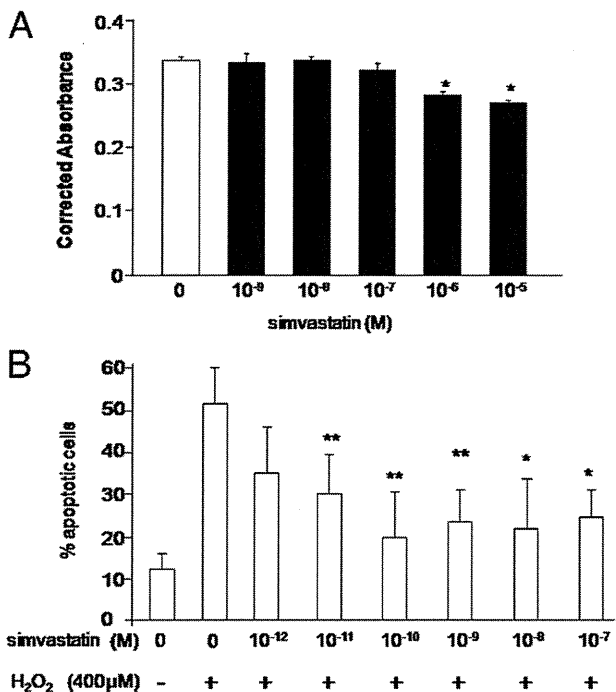 A
Corrected Absorbance
0.4
0.3
0.2
0.1
0
* *
0 10⁻⁹ 10⁻⁸ 10⁻⁷ 10⁻⁶ 10⁻⁵
simvastatin (M)
B
% apoptotic cells
60
50
40
30
20
10
0
** ** ** * *
simvastatin (M) 0 0 10⁻¹² 10⁻¹¹ 10⁻¹⁰ 10⁻⁹ 10⁻⁸ 10⁻⁷
H₂O₂ (400µM) - + + + + + + +